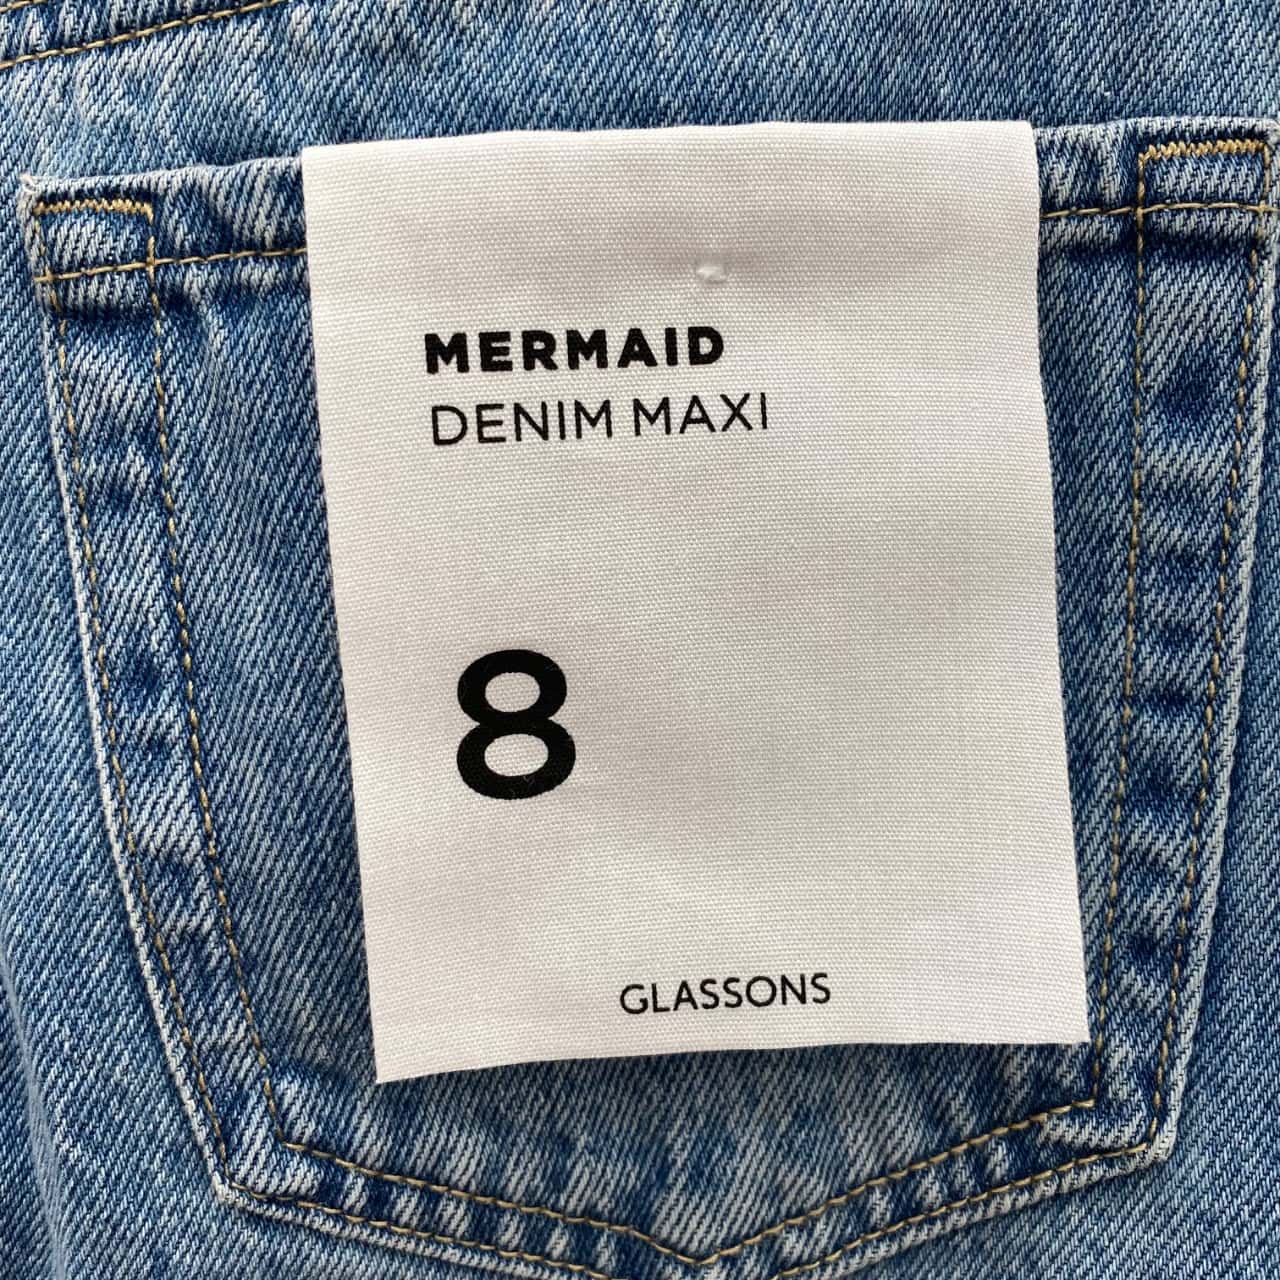 MERMAID
DENIM MAXI
8
GLASSONS